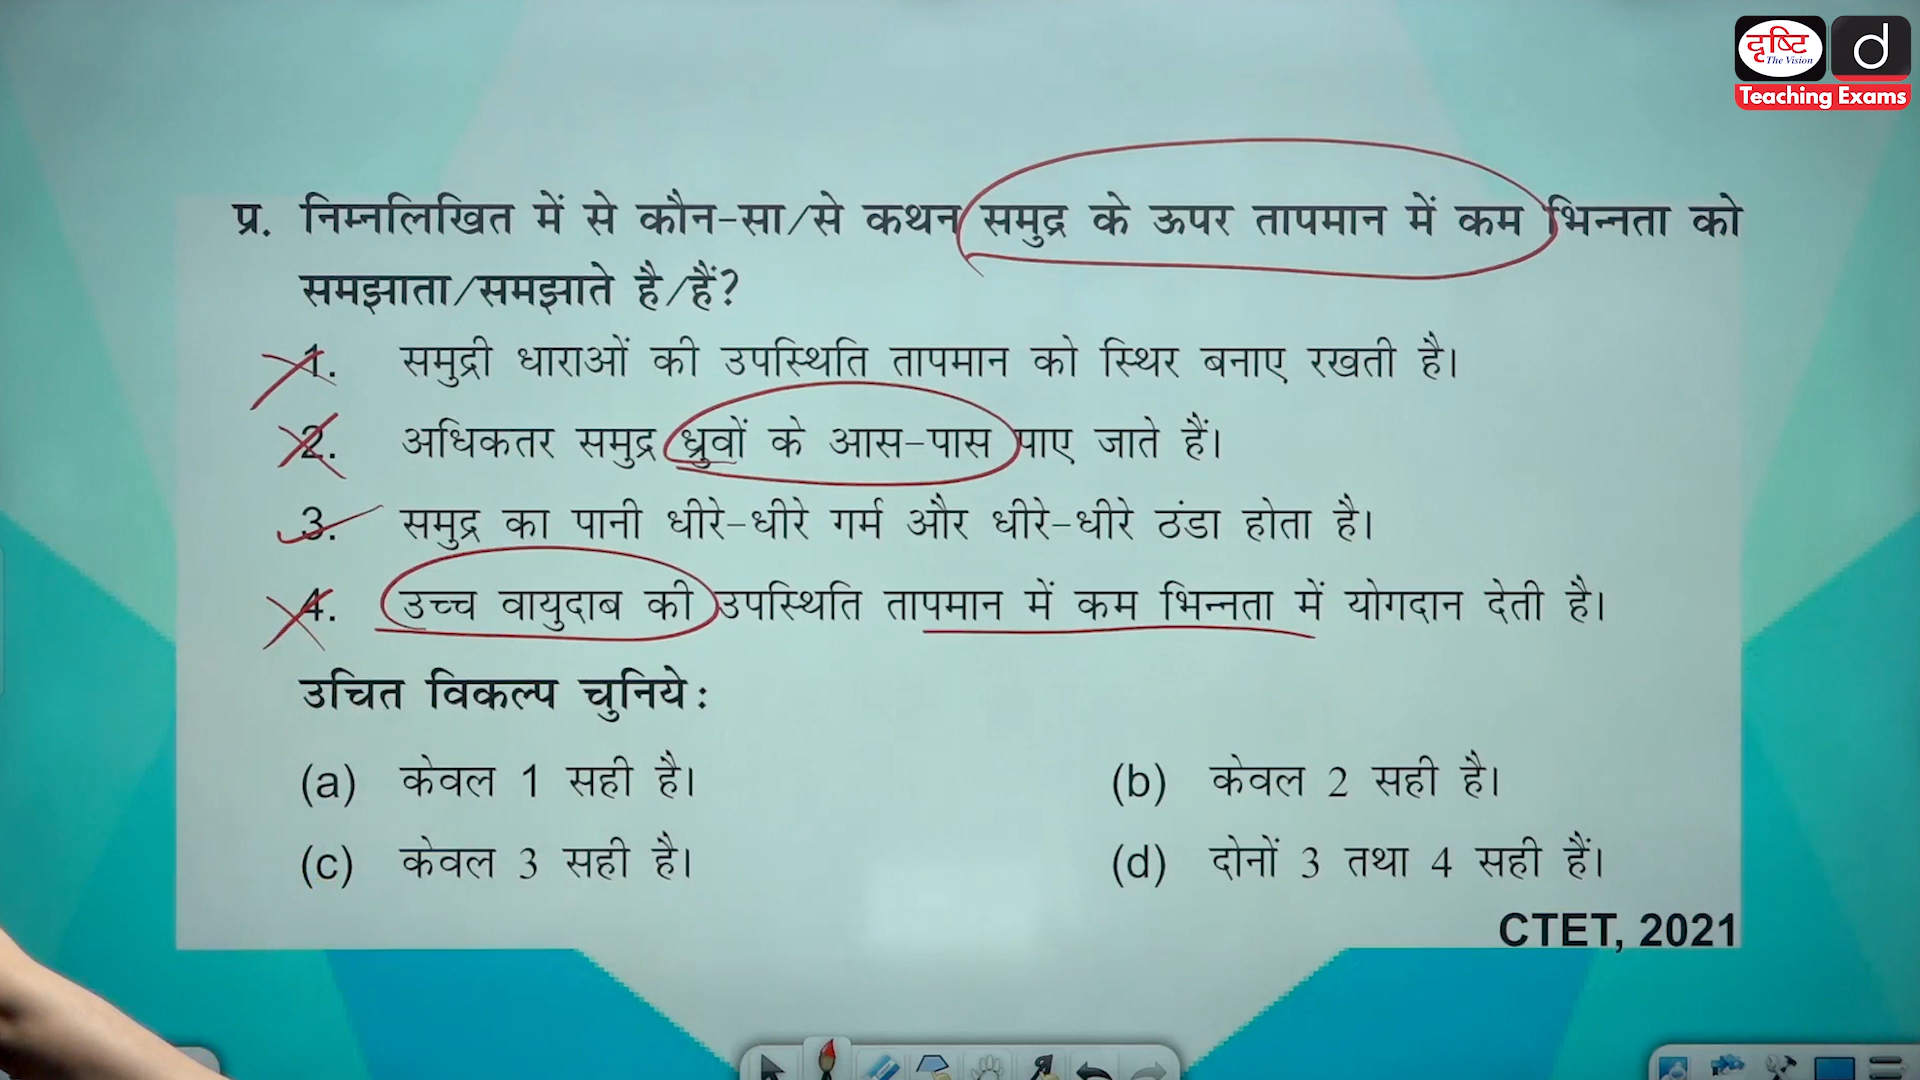 दृष्टि
The Vision
d
Teaching Exams
प्र. निम्नलिखित में से कौन-सा/से कथन समुद्र के ऊपर तापमान में कम भिन्नता को
समझाता/समझाते है/हैं?
1. समुद्री धाराओं की उपस्थिति तापमान को स्थिर बनाए रखती है।
2. अधिकतर समुद्र ध्रुवों के आस-पास पाए जाते हैं।
3. समुद्र का पानी धीरे-धीरे गर्म और धीरे-धीरे ठंडा होता है।
4. उच्च वायुदाब की उपस्थिति तापमान में कम भिन्नता में योगदान देती है।
उचित विकल्प चुनिये:
(a) केवल 1 सही है। (b) केवल 2 सही है।
(c) केवल 3 सही है। (d) दोनों 3 तथा 4 सही हैं।
CTET, 2021